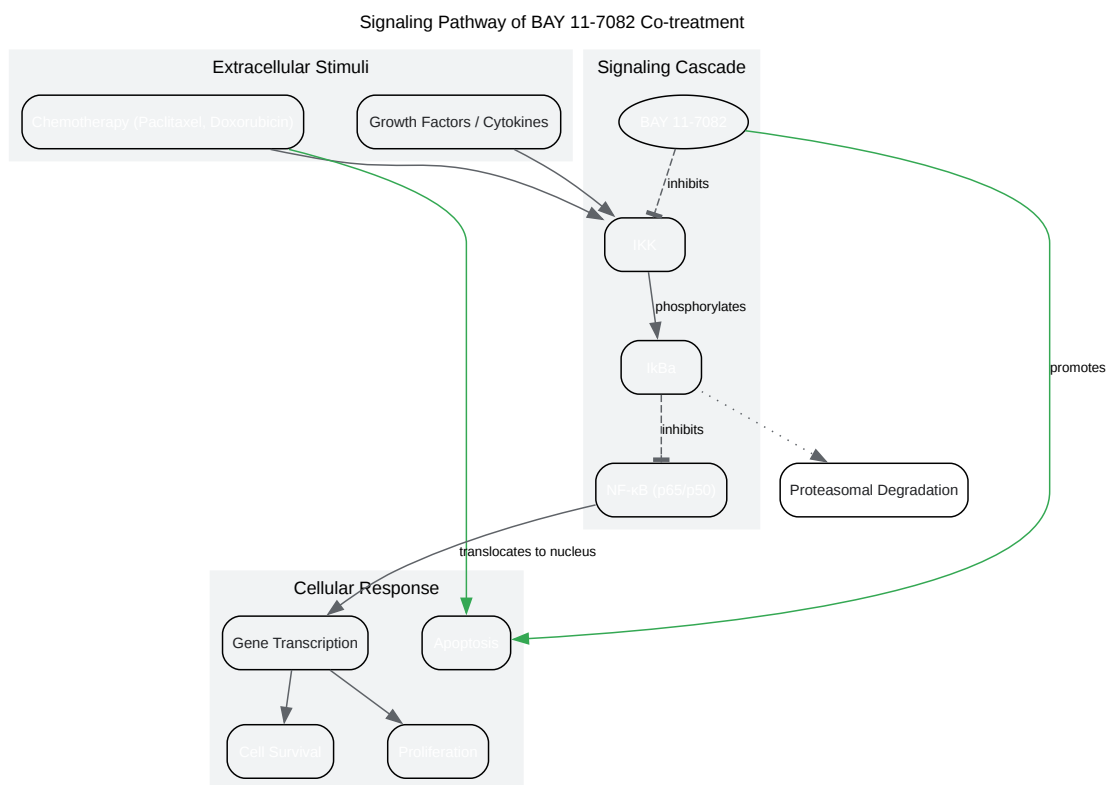 Signaling Pathway of BAY 11-7082 Co-treatment
Extracellular Stimuli
Signaling Cascade
Chemotherapy (Paclitaxel, Doxorubicin)
Growth Factors / Cytokines
BAY 11-7082
inhibits
IKK
phosphorylates
IκBα
promotes
inhibits
NF-κB (p65/p50)
Proteasomal Degradation
translocates to nucleus
Cellular Response
Gene Transcription
Apoptosis
Cell Survival
Proliferation